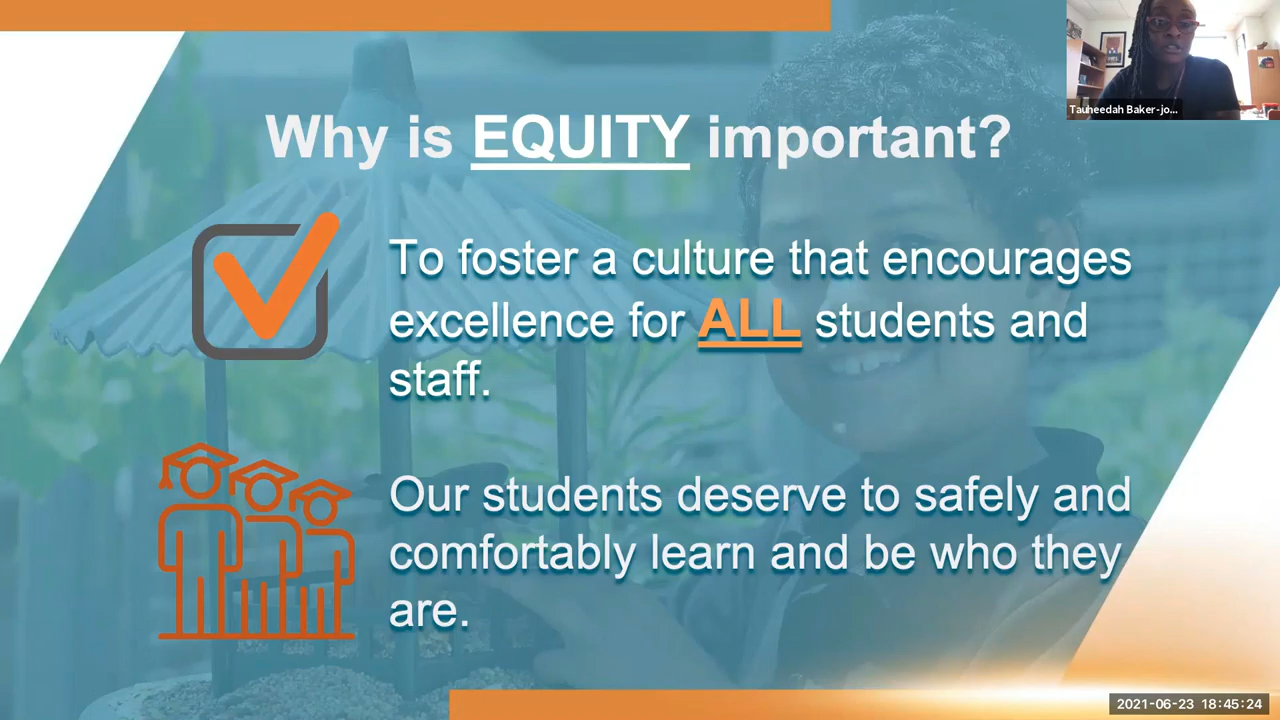 Tauheedah Baker-jo...
Why is EQUITY important?
To foster a culture that encourages
excellence for ALL students and
staff.
Our students deserve to safely and
comfortably learn and be who they
are.
2021-06-23 18:45:24